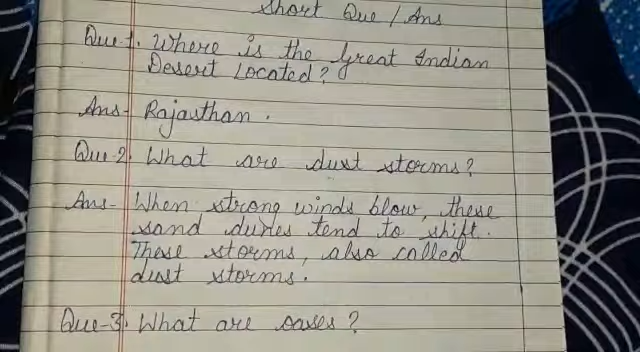 Short Que / Ans
Que-1. Where is the Great Indian
Desert Located?
Ans- Rajasthan.
Que-2. What are dust storms?
Ans- When strong winds blow, these
sand dunes tend to shift.
These storms, also called
dust storms.
Que-3. What are oases?